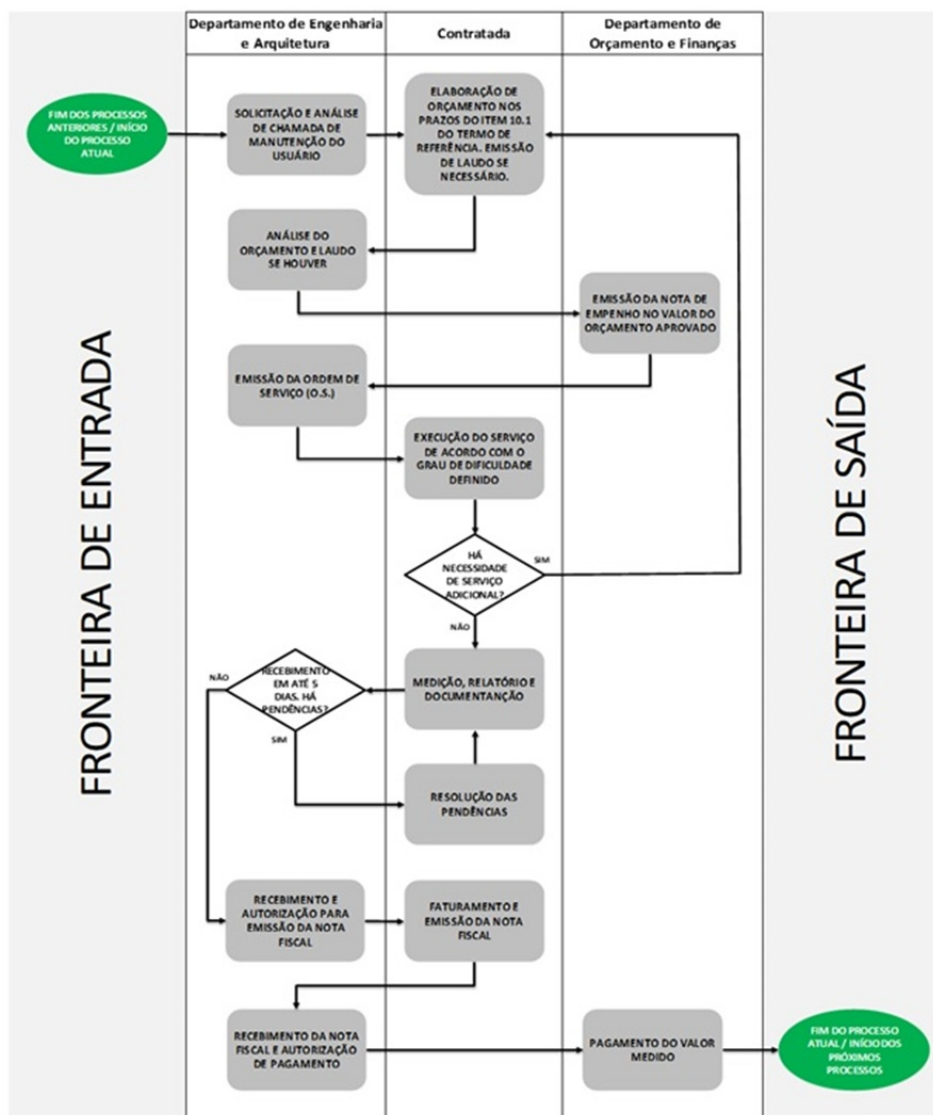 Departamento de Engenharia
e Arquitetura
Contratada
Departamento de
Orçamento e Finanças
FRONTEIRA DE ENTRADA
FIM DOS PROCESSOS
ANTERIORES / INÍCIO
DO PROCESSO
ATUAL
SOLICITAÇÃO E ANÁLISE
DE CHAMADA DE
MANUTENÇÃO DO
USUÁRIO
ELABORAÇÃO DE
ORÇAMENTO NOS
PRAZOS DO ITEM 10.1
DO TERMO DE
REFERÊNCIA. EMISSÃO
DE LAUDO SE
NECESSÁRIO.
ANÁLISE DO
ORÇAMENTO E LAUDO
SE HOUVER
EMISSÃO DA NOTA DE
EMPENHO NO VALOR DO
ORÇAMENTO APROVADO
EMISSÃO DA ORDEM DE
SERVIÇO (O.S.)
EXECUÇÃO DO SERVIÇO
DE ACORDO COM O
GRAU DE DIFICULDADE
DEFINIDO
HÁ
NECESSIDADE
DE SERVIÇO
ADICIONAL?
SIM
NÃO
MEDIÇÃO, RELATÓRIO E
DOCUMENTANÇÃO
RECEBIMENTO
EM ATÉ 5
DIAS. HÁ
PENDÊNCIAS?
NÃO
SIM
RESOLUÇÃO DAS
PENDÊNCIAS
RECEBIMENTO E
AUTORIZAÇÃO PARA
EMISSÃO DA NOTA
FISCAL
FATURAMENTO E
EMISSÃO DA NOTA
FISCAL
RECEBIMENTO DA NOTA
FISCAL E AUTORIZAÇÃO
DE PAGAMENTO
PAGAMENTO DO VALOR
MEDIDO
FIM DO PROCESSO
ATUAL / INÍCIO DOS
PRÓXIMOS
PROCESSOS
FRONTEIRA DE SAÍDA